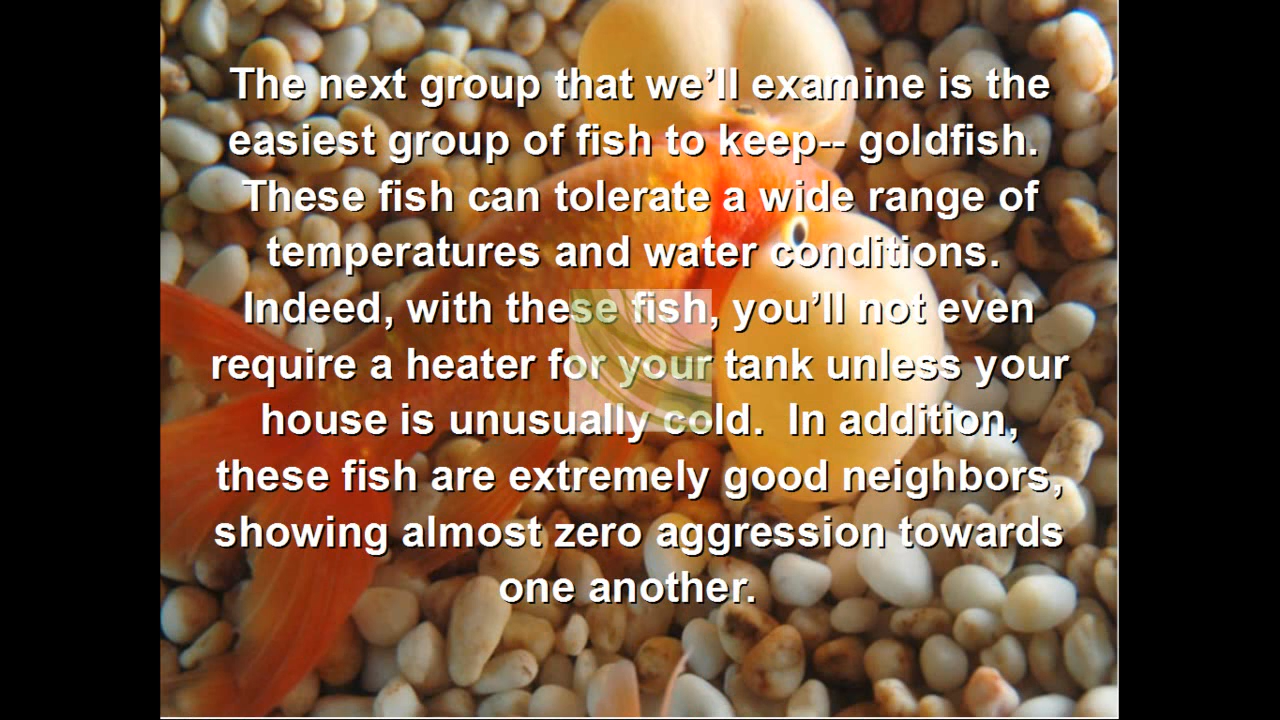 The next group that we’ll examine is the
easiest group of fish to keep-- goldfish.
These fish can tolerate a wide range of
temperatures and water conditions.
Indeed, with these fish, you’ll not even
require a heater for your tank unless your
house is unusually cold.  In addition,
these fish are extremely good neighbors,
showing almost zero aggression towards
one another.